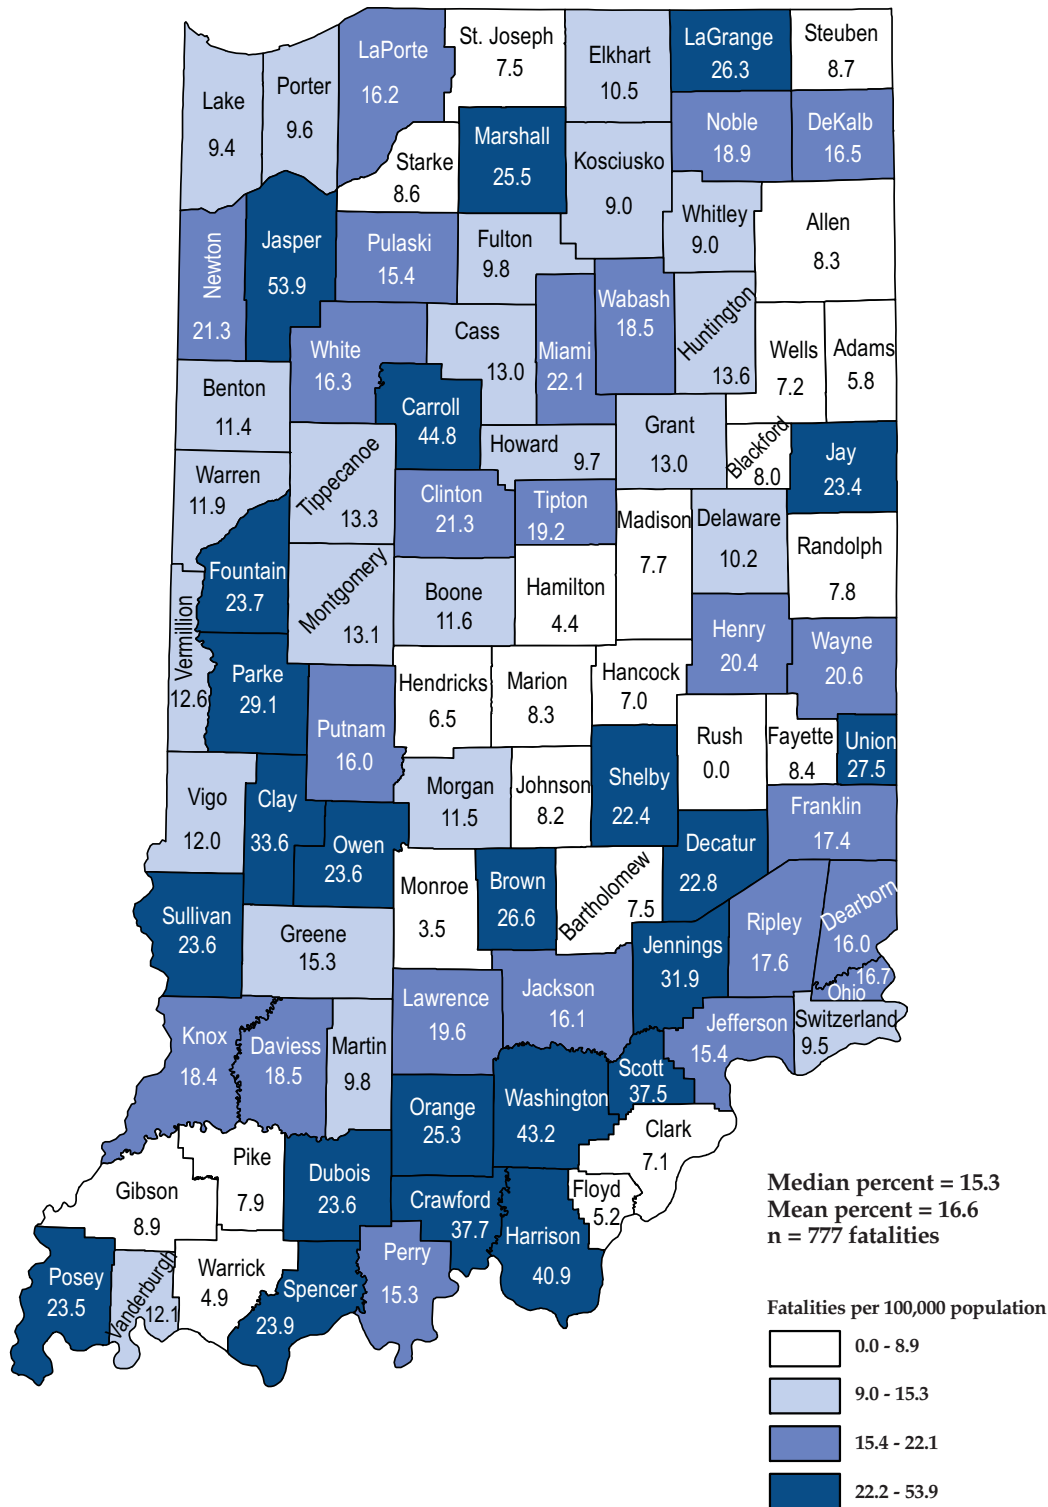 St. Joseph
7.5
LaPorte
16.2
Elkhart
10.5
LaGrange
26.3
Steuben
8.7
Lake
9.4
Porter
9.6
Noble
18.9
DeKalb
16.5
Marshall
25.5
Starke
8.6
Kosciusko
9.0
Whitley
9.0
Allen
8.3
Newton
21.3
Jasper
53.9
Pulaski
15.4
Fulton
9.8
Wabash
18.5
Huntington
13.6
Miami
22.1
Cass
13.0
White
16.3
Wells
7.2
Adams
5.8
Benton
11.4
Carroll
44.8
Grant
13.0
Howard
9.7
Blackford
8.0
Jay
23.4
Warren
11.9
Tippecanoe
13.3
Clinton
21.3
Tipton
19.2
Madison
7.7
Delaware
10.2
Randolph
7.8
Fountain
23.7
Montgomery
13.1
Boone
11.6
Hamilton
4.4
Vermillion
12.6
Parke
29.1
Henry
20.4
Wayne
20.6
Hendricks
6.5
Marion
8.3
Hancock
7.0
Putnam
16.0
Rush
0.0
Fayette
8.4
Union
27.5
Shelby
22.4
Morgan
11.5
Johnson
8.2
Vigo
12.0
Clay
33.6
Owen
23.6
Franklin
17.4
Decatur
22.8
Monroe
3.5
Brown
26.6
Bartholomew
7.5
Sullivan
23.6
Greene
15.3
Jennings
31.9
Ripley
17.6
Dearborn
16.0
Ohio
16.7
Lawrence
19.6
Jackson
16.1
Jefferson
15.4
Switzerland
9.5
Knox
18.4
Daviess
18.5
Martin
9.8
Scott
37.5
Orange
25.3
Washington
43.2
Clark
7.1
Gibson
8.9
Pike
7.9
Dubois
23.6
Crawford
37.7
Floyd
5.2
Harrison
40.9
Posey
23.5
Vanderburgh
12.1
Warrick
4.9
Spencer
23.9
Perry
15.3
Median percent = 15.3
Mean percent = 16.6
n = 777 fatalities
Fatalities per 100,000 population
0.0 - 8.9
9.0 - 15.3
15.4 - 22.1
22.2 - 53.9